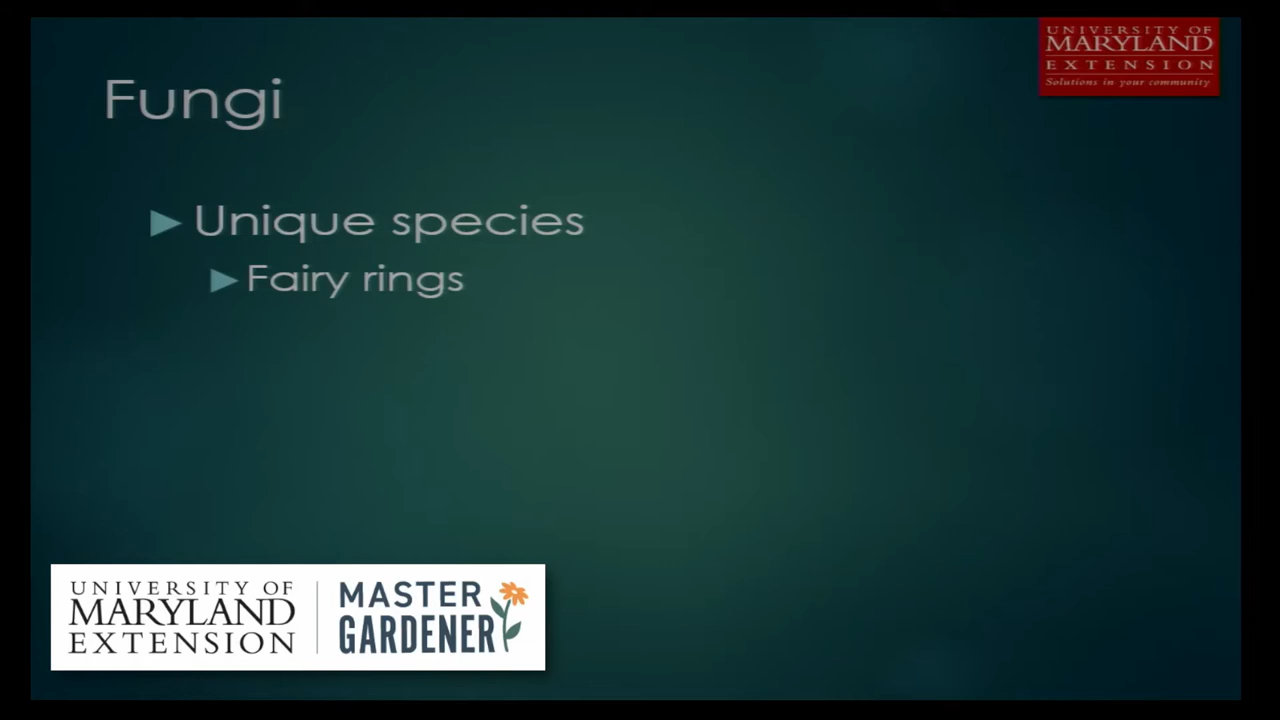 UNIVERSITY OF
MARYLAND
EXTENSION
Solutions in your community
Fungi
Unique species
Fairy rings
UNIVERSITY OF
MARYLAND
EXTENSION
MASTER
GARDENER